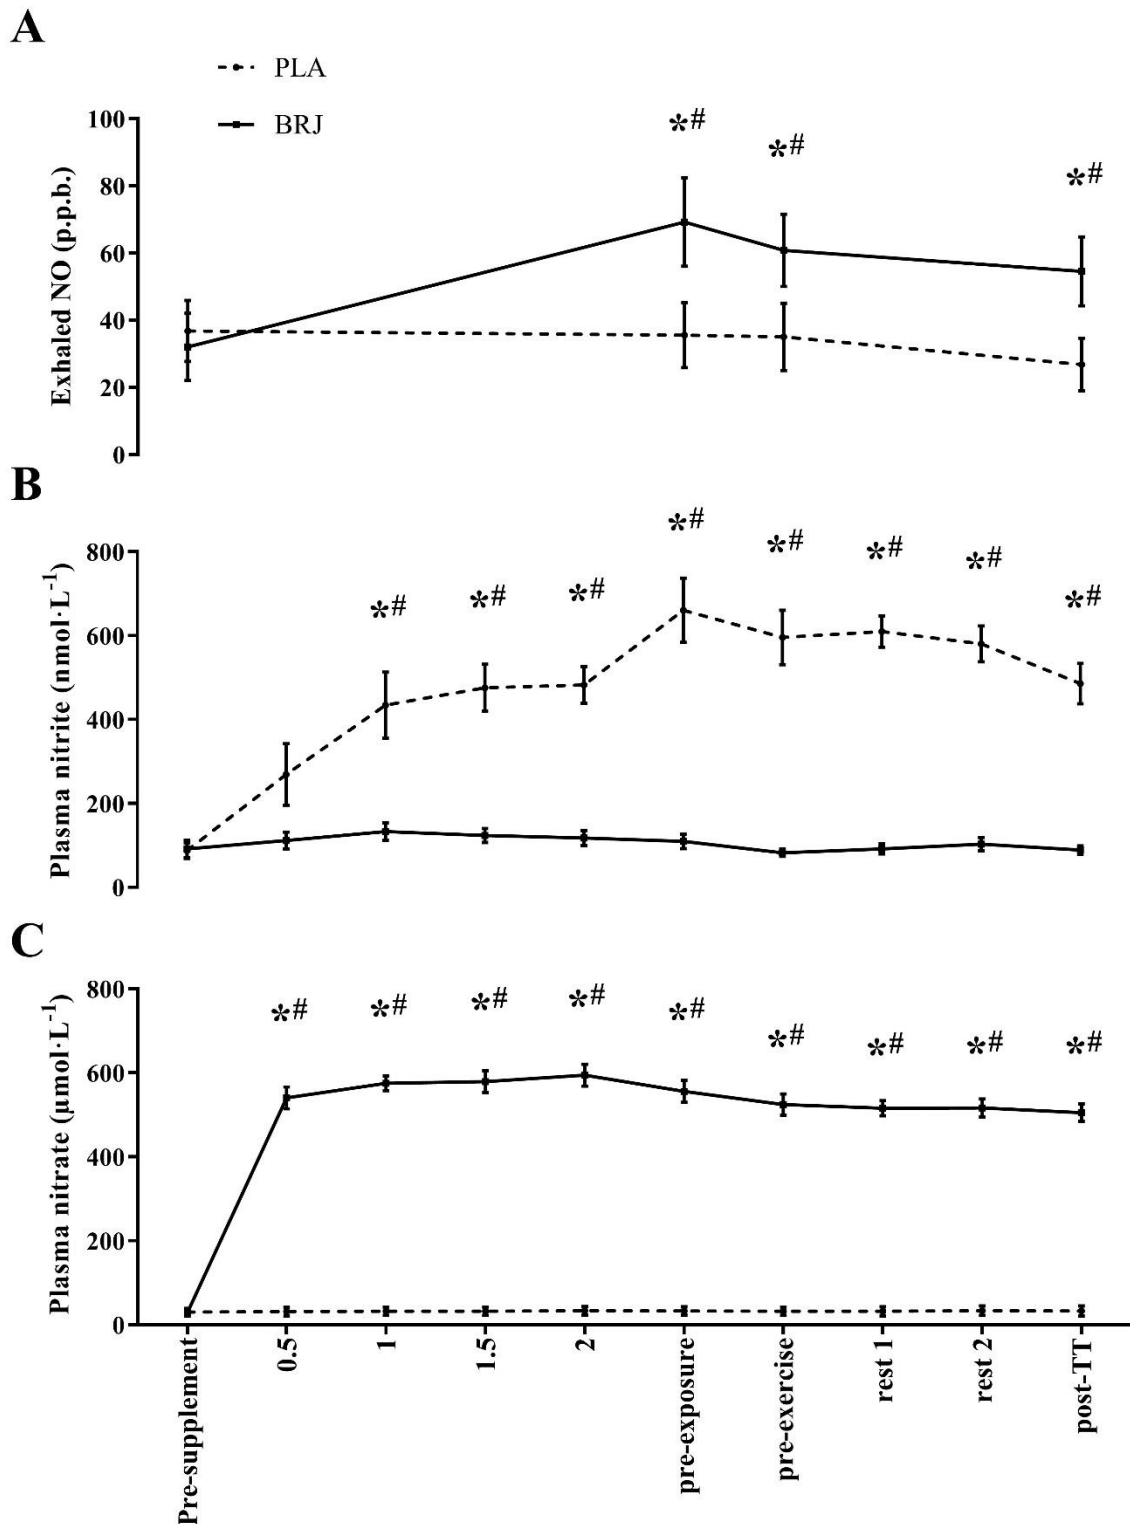 A
PLA
BRJ
Exhaled NO (p.p.b.)
100
80
60
40
20
0
*# *# *#
B
Plasma nitrite (nmol·L-1)
800
600
400
200
0
*# *# *# *# *# *# *# *#
C
Plasma nitrate (µmol·L-1)
800
600
400
200
0
*# *# *# *# *# *# *# *# *#
Pre-supplement
0.5
1
1.5
2
pre-exposure
pre-exercise
rest 1
rest 2
post-TT